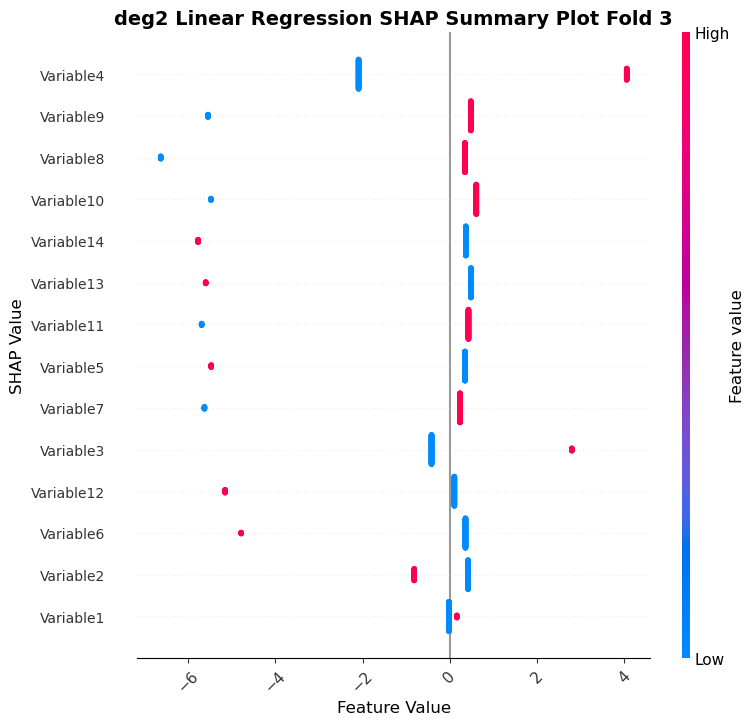 deg2 Linear Regression SHAP Summary Plot Fold 3
High
Variable4
Variable9
Variable8
Variable10
Variable14
Variable13
Variable11
Variable5
Variable7
Variable3
Variable12
Variable6
Variable2
Variable1
SHAP Value
Feature value
Low
−6
−4
−2
0
2
4
Feature Value